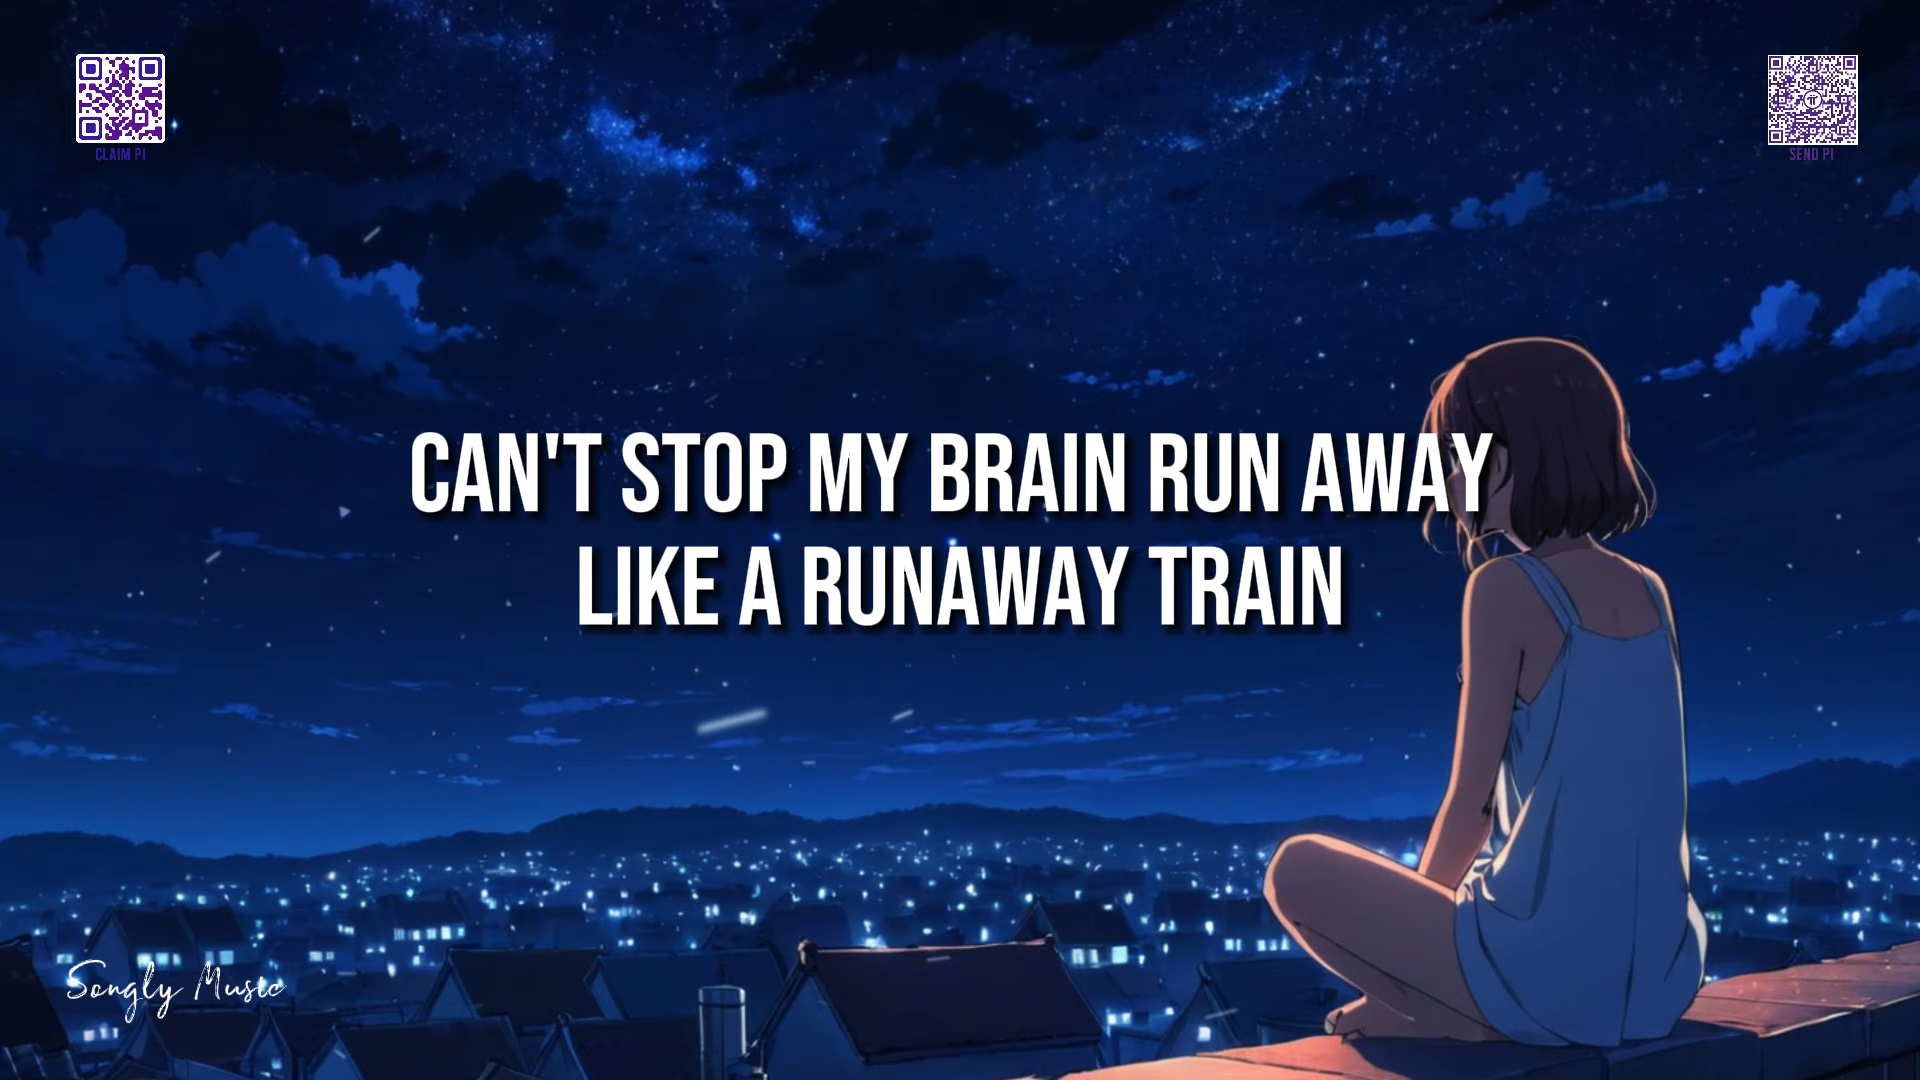 CLAIM PI
SEND PI
CAN'T STOP MY BRAIN RUN AWAY
LIKE A RUNAWAY TRAIN
Songly Music